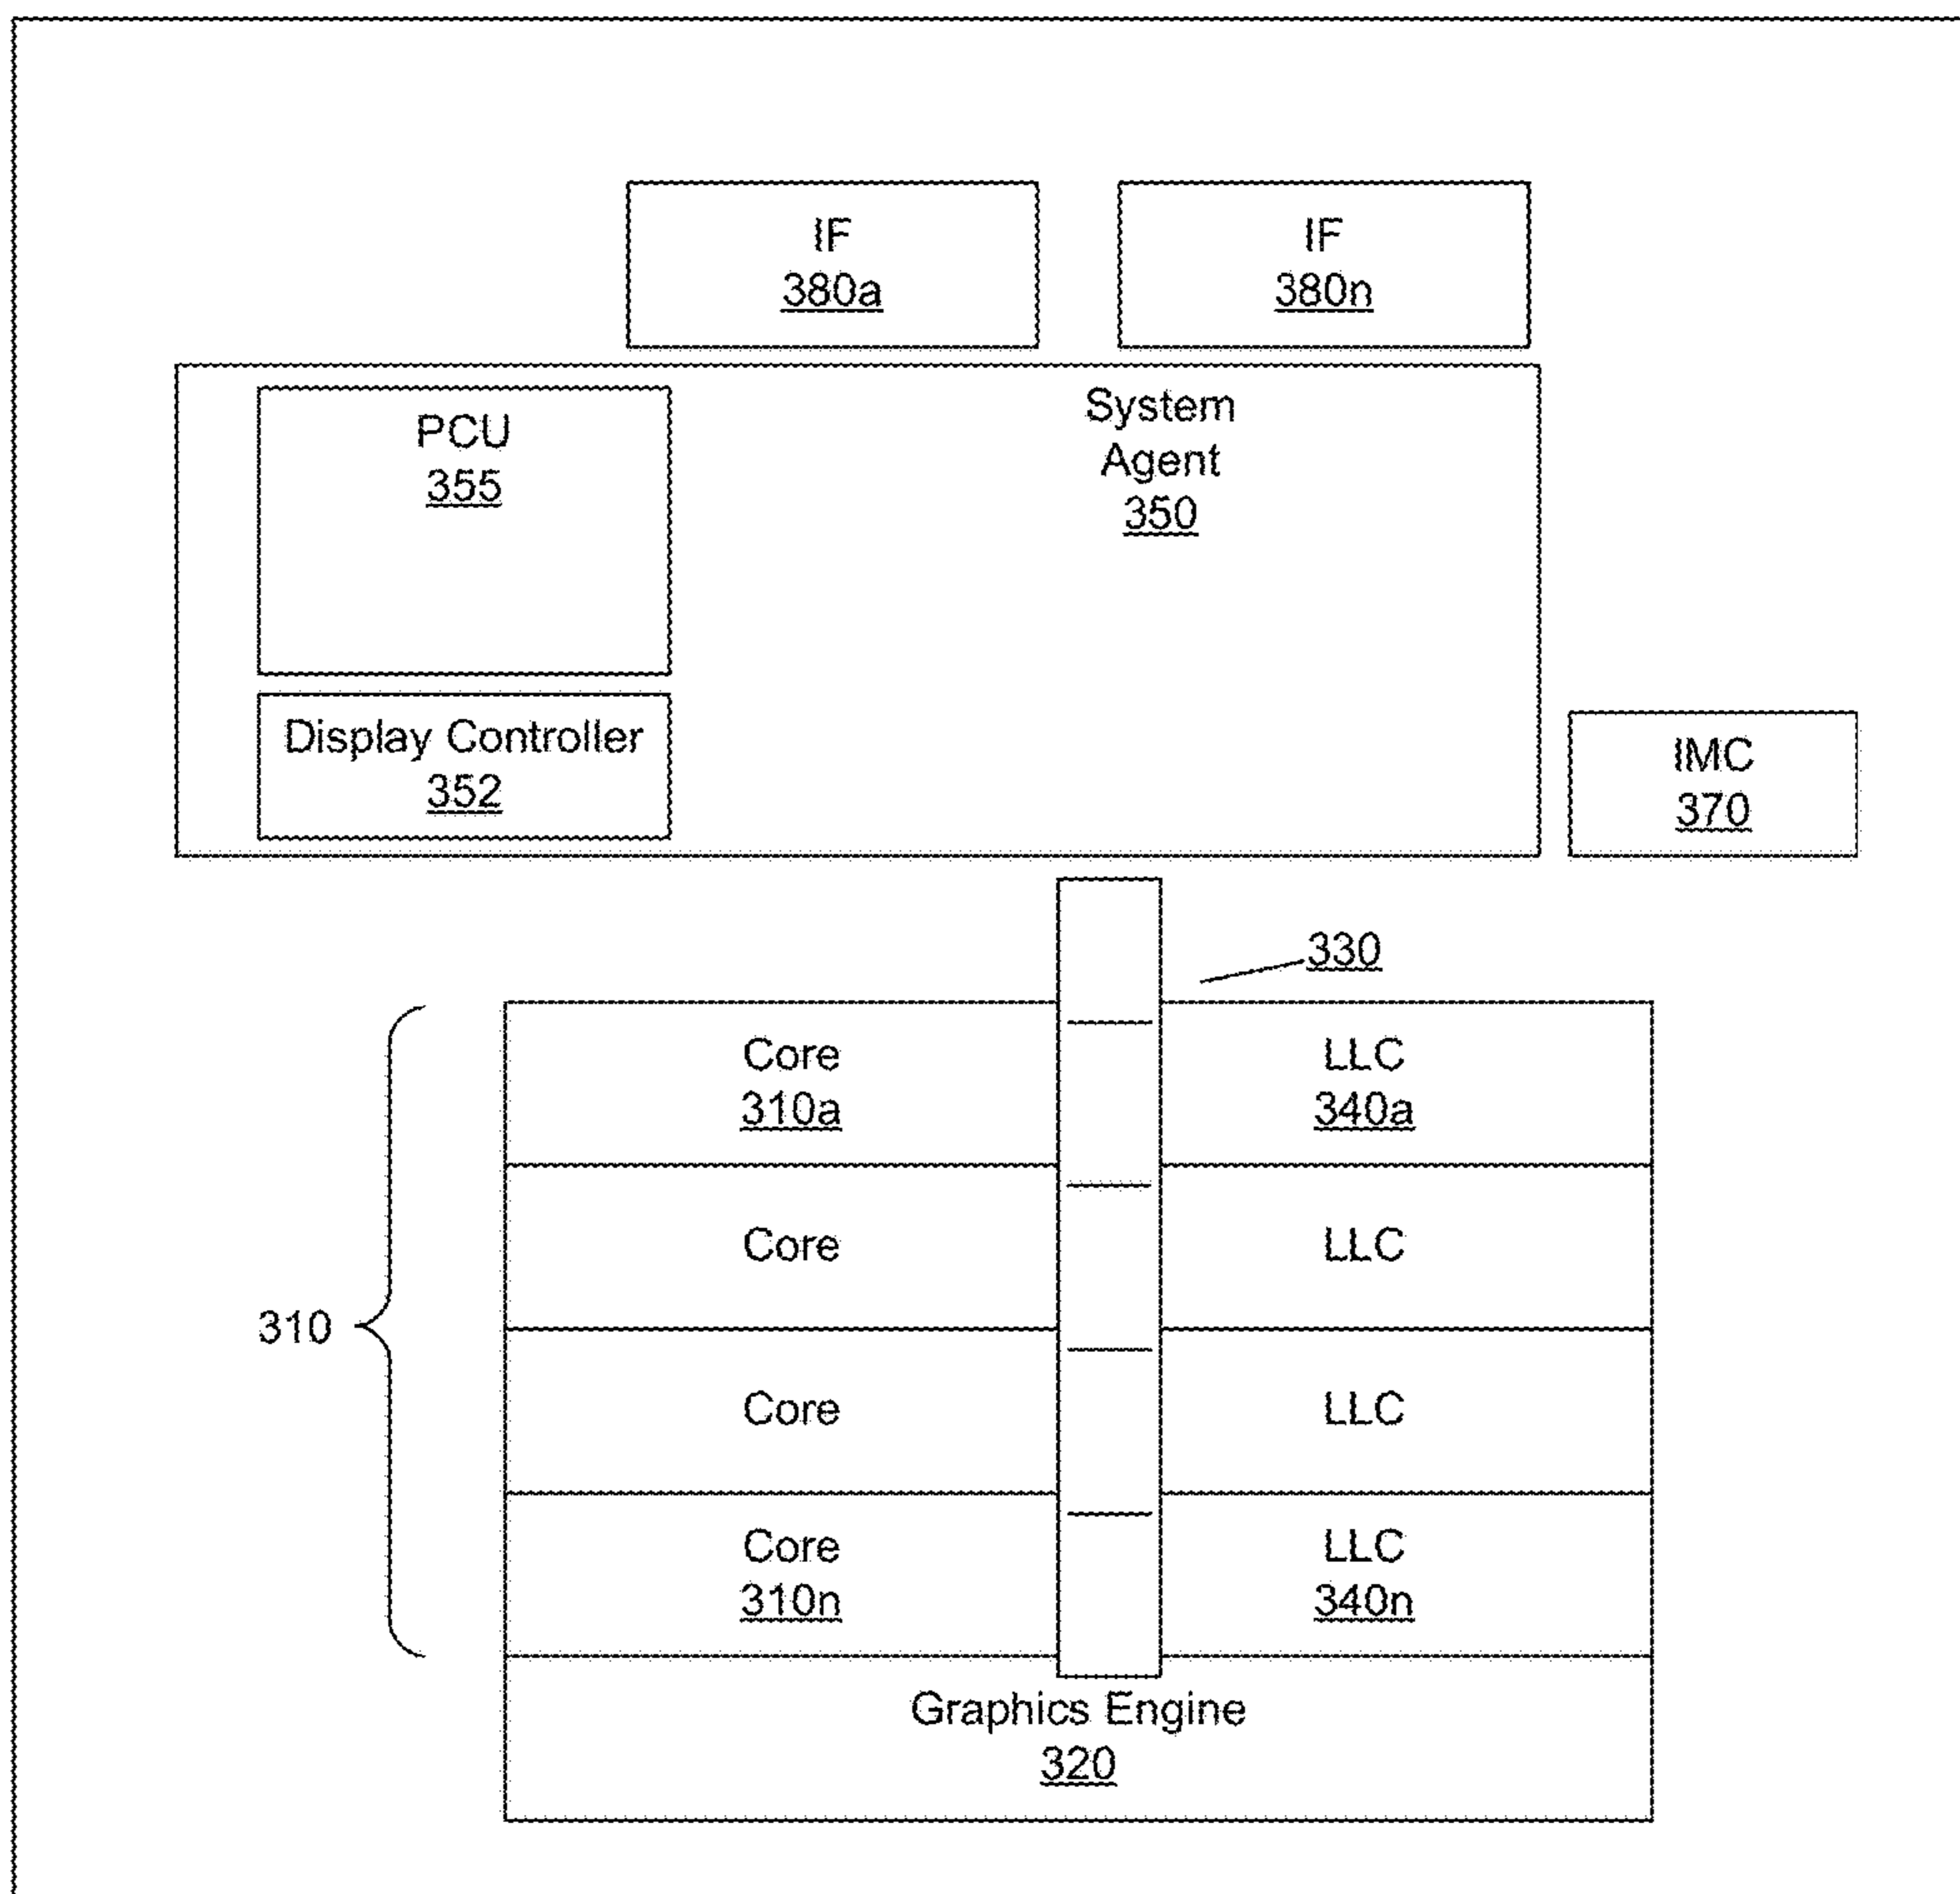 IF
380a
IF
380n
PCU
355
System
Agent
350
Display Controller
352
IMC
370
330
Core
310a
LLC
340a
Core
LLC
310
Core
LLC
Core
310n
LLC
340n
Graphics Engine
320